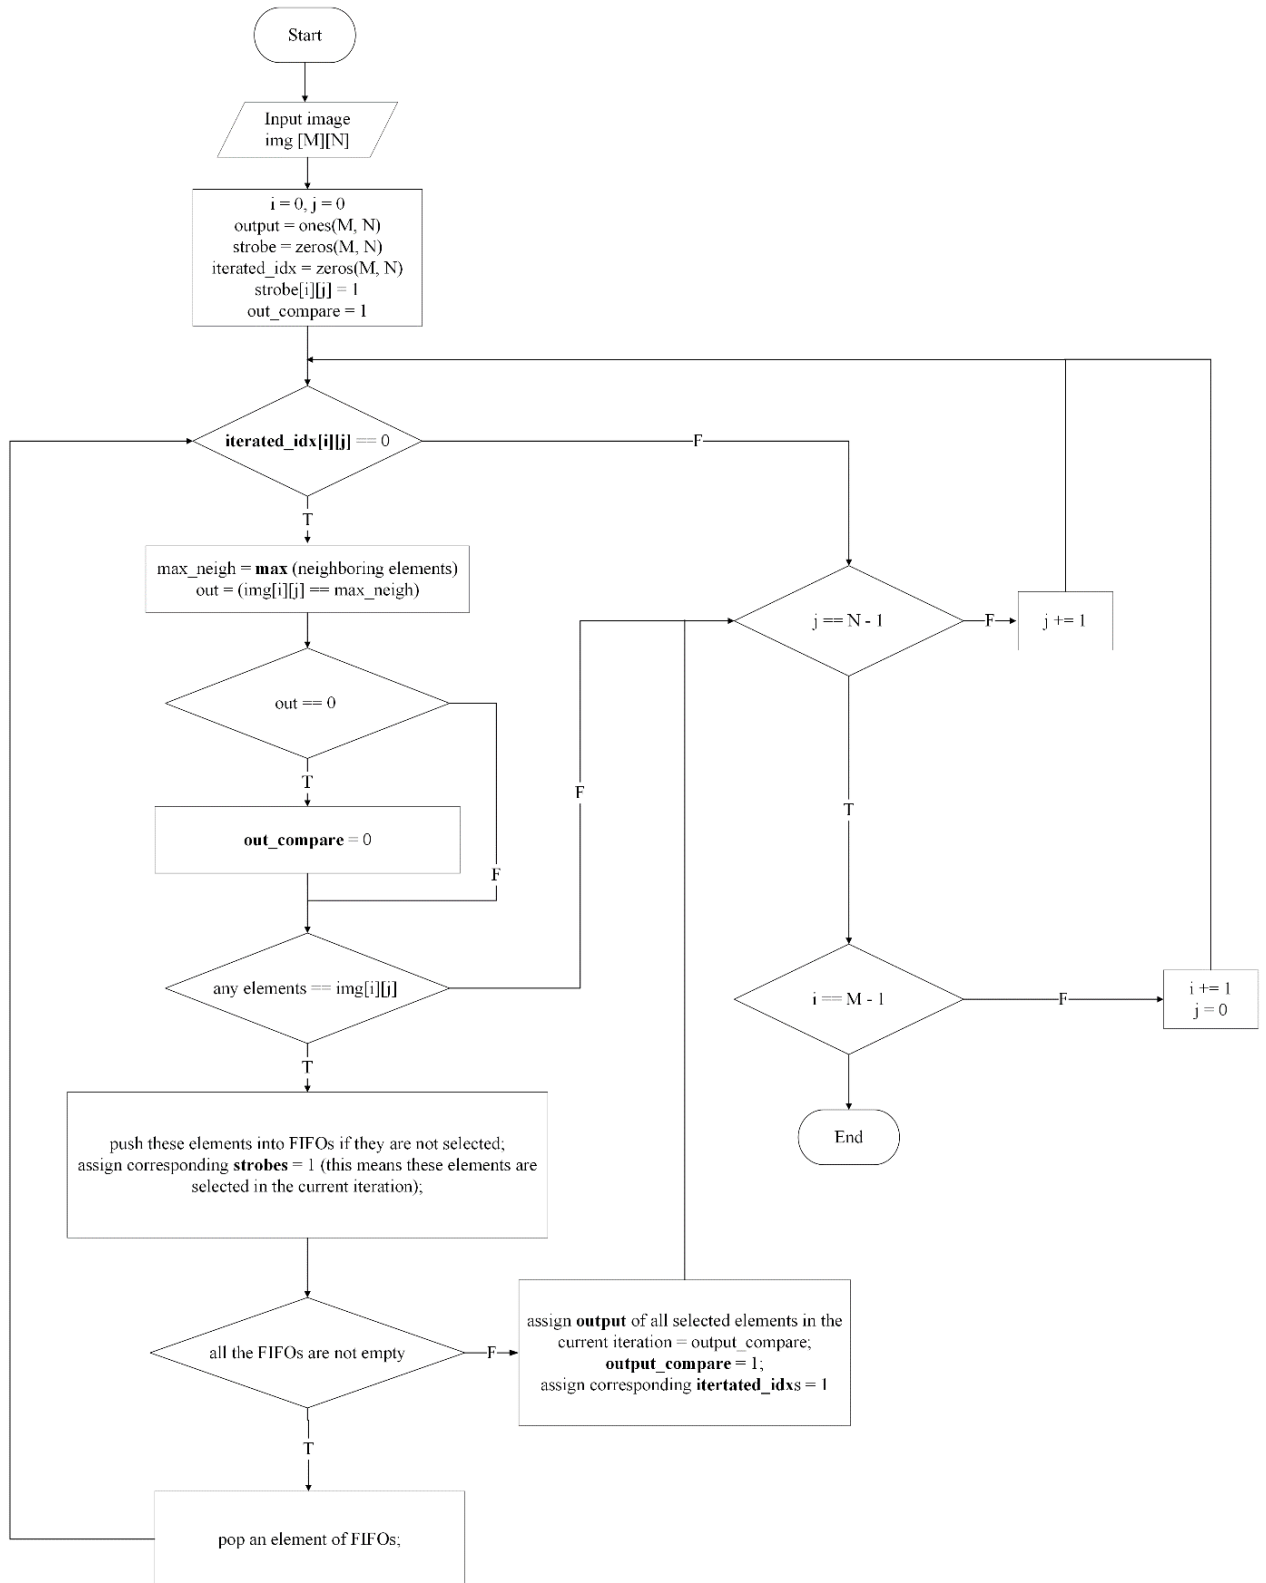 Start
Input image
img [M][N]
i = 0, j = 0
output = ones(M, N)
strobe = zeros(M, N)
iterated_idx = zeros(M, N)
strobe[i][j] = 1
out_compare = 1
iterated_idx[i][j] == 0
F
T
max_neigh = max (neighboring elements)
out = (img[i][j] == max_neigh)
j == N - 1
F
j += 1
out == 0
T
F
T
out_compare = 0
F
any elements == img[i][j]
i == M - 1
F
i += 1
j = 0
T
End
push these elements into FIFOs if they are not selected;
assign corresponding strobes = 1 (this means these elements are
selected in the current iteration);
all the FIFOs are not empty
F
assign output of all selected elements in the
current iteration = output_compare;
output_compare = 1;
assign corresponding itertated_idxs = 1
T
pop an element of FIFOs;